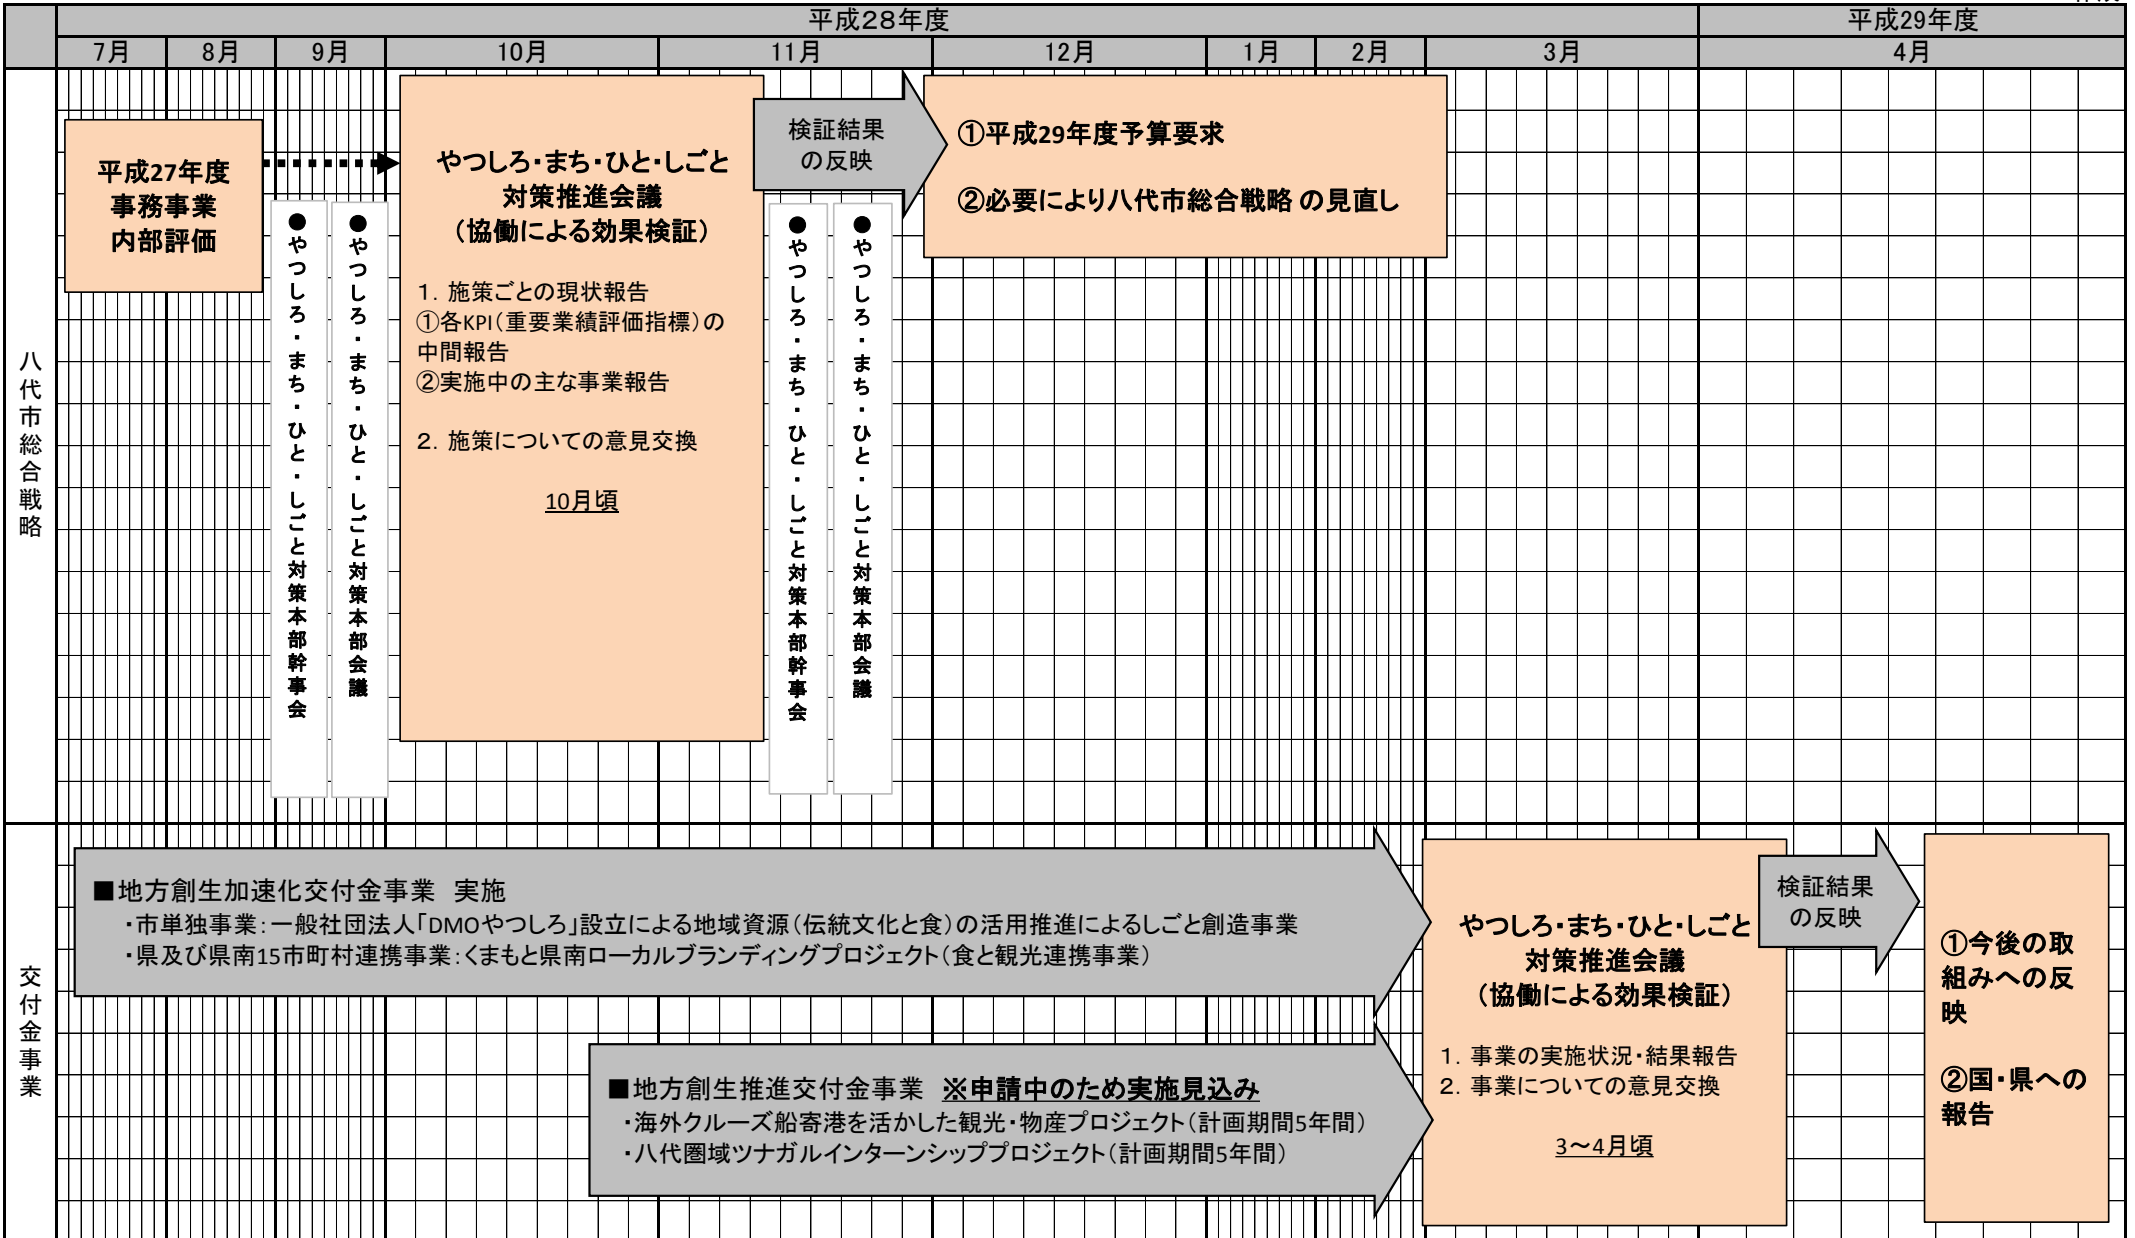 平成28年度
平成29年度
7月
8月
9月
10月
11月
12月
1月
2月
3月
4月
八代市総合戦略
平成27年度
事務事業
内部評価
●やつしろ・まち・ひと・しごと対策本部幹事会
●やつしろ・まち・ひと・しごと対策本部会議
やつしろ・まち・ひと・しごと
対策推進会議
（協働による効果検証）
1．施策ごとの現状報告
①各KPI（重要業績評価指標）の
中間報告
②実施中の主な事業報告
2．施策についての意見交換
10月頃
検証結果
の反映
●やつしろ・まち・ひと・しごと対策本部幹事会
●やつしろ・まち・ひと・しごと対策本部会議
①平成29年度予算要求
②必要により八代市総合戦略 の見直し
交付金事業
■地方創生加速化交付金事業　実施
・市単独事業：一般社団法人「DMOやつしろ」設立による地域資源（伝統文化と食）の活用推進によるしごと創造事業
・県及び県南15市町村連携事業：くまもと県南ローカルブランディングプロジェクト（食と観光連携事業）
■地方創生推進交付金事業　※申請中のため実施見込み
・海外クルーズ船寄港を活かした観光・物産プロジェクト（計画期間5年間）
・八代圏域ツナガルインターンシッププロジェクト（計画期間5年間）
やつしろ・まち・ひと・しごと
対策推進会議
（協働による効果検証）
1．事業の実施状況・結果報告
2．事業についての意見交換
3～4月頃
検証結果
の反映
①今後の取
組みへの反
映
②国・県への
報告